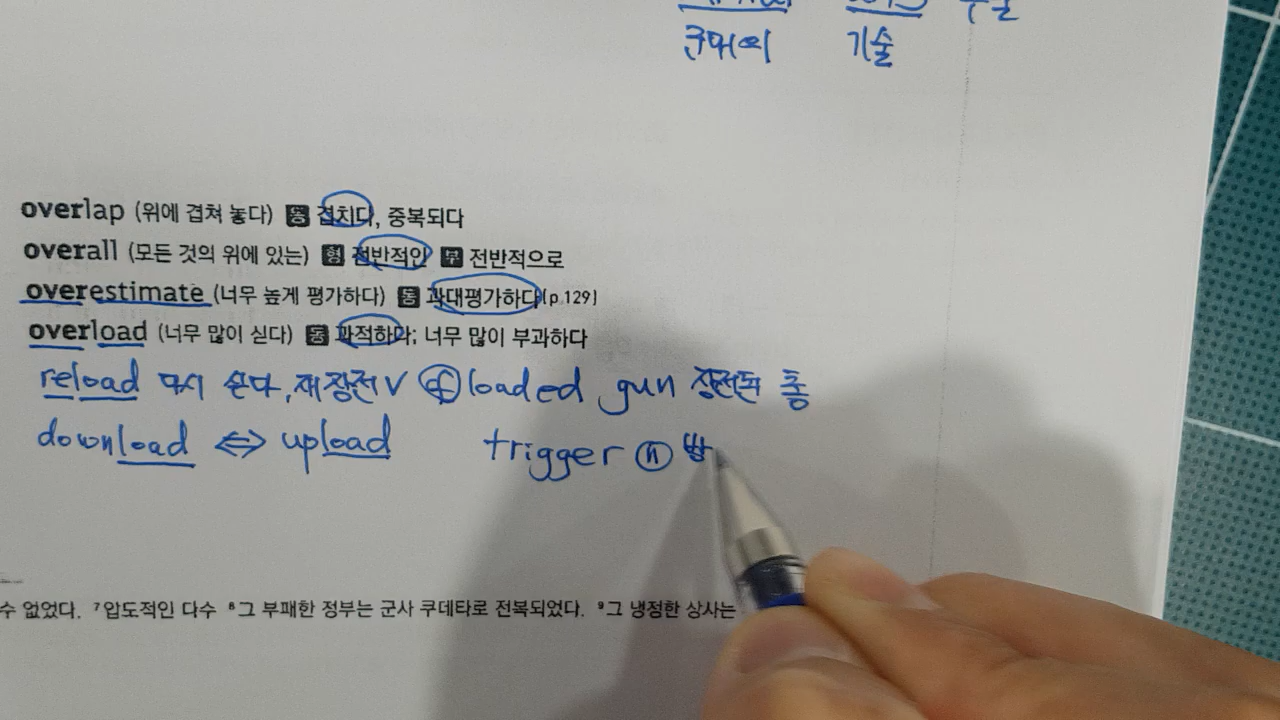 기술
overlap (위에 겹쳐 놓다) 동 겹치다, 중복되다
overall (모든 것의 위에 있는) 형 전반적인 부 전반적으로
overestimate (너무 높게 평가하다) 동 과대평가하다(p.129)
overload (너무 많이 싣다) 동 과적하다; 너무 많이 부과하다
reload 다시 싣다, 재장전V cf loaded gun 장전된 총
download ⇔ upload trigger n 방
수 없었다. 7 압도적인 다수 8 그 부패한 정부는 군사 쿠데타로 전복되었다. 9 그 냉정한 상사는